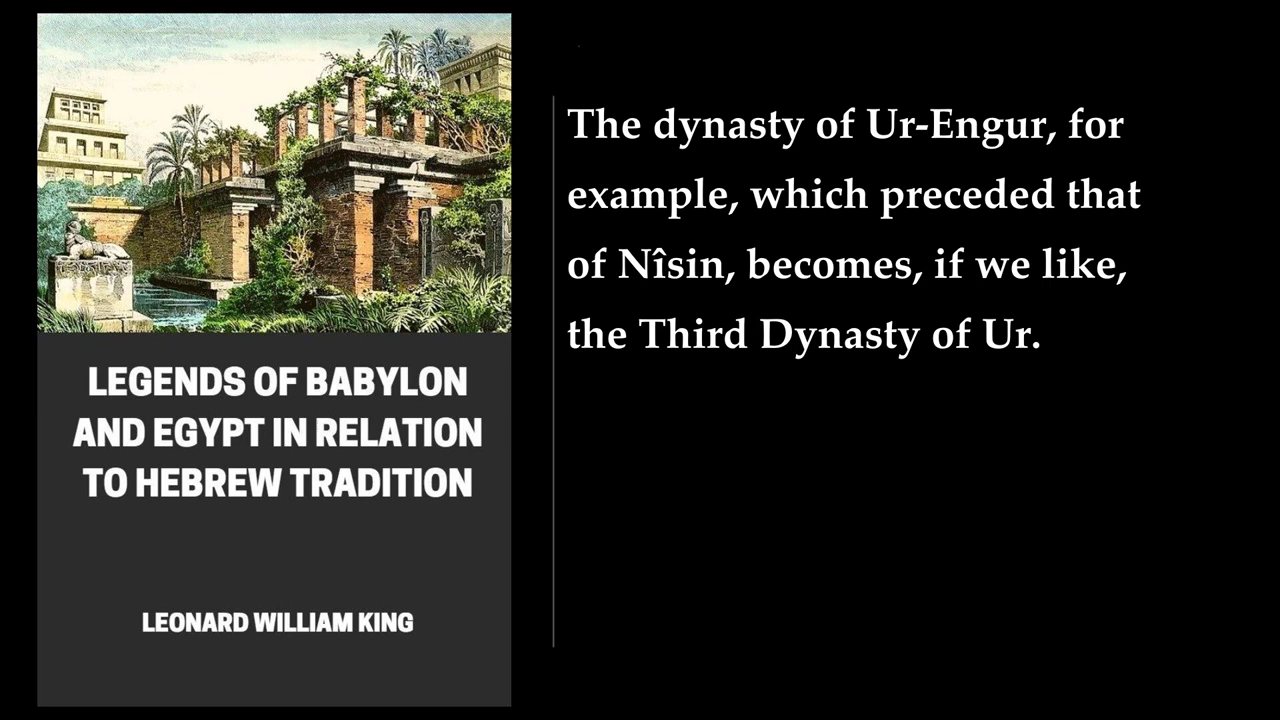 LEGENDS OF BABYLON
AND EGYPT IN RELATION
TO HEBREW TRADITION
LEONARD WILLIAM KING
The dynasty of Ur-Engur, for
example, which preceded that
of Nîsin, becomes, if we like,
the Third Dynasty of Ur.